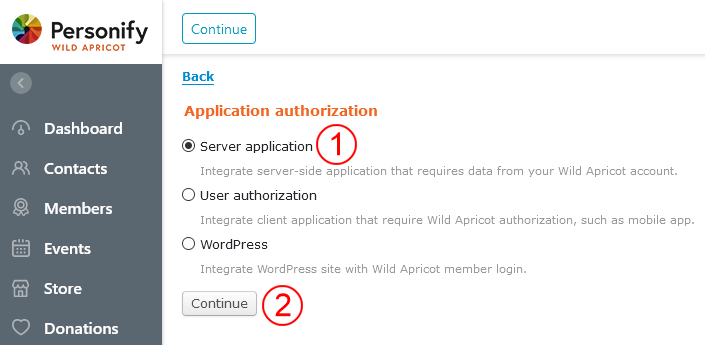 Personify
WILD APRICOT
Continue
Back
Dashboard
Contacts
Members
Events
Store
Donations
Application authorization
Server application 1
Integrate server-side application that requires data from your Wild Apricot account.
User authorization
Integrate client application that require Wild Apricot authorization, such as mobile app.
WordPress
Integrate WordPress site with Wild Apricot member login.
Continue 2